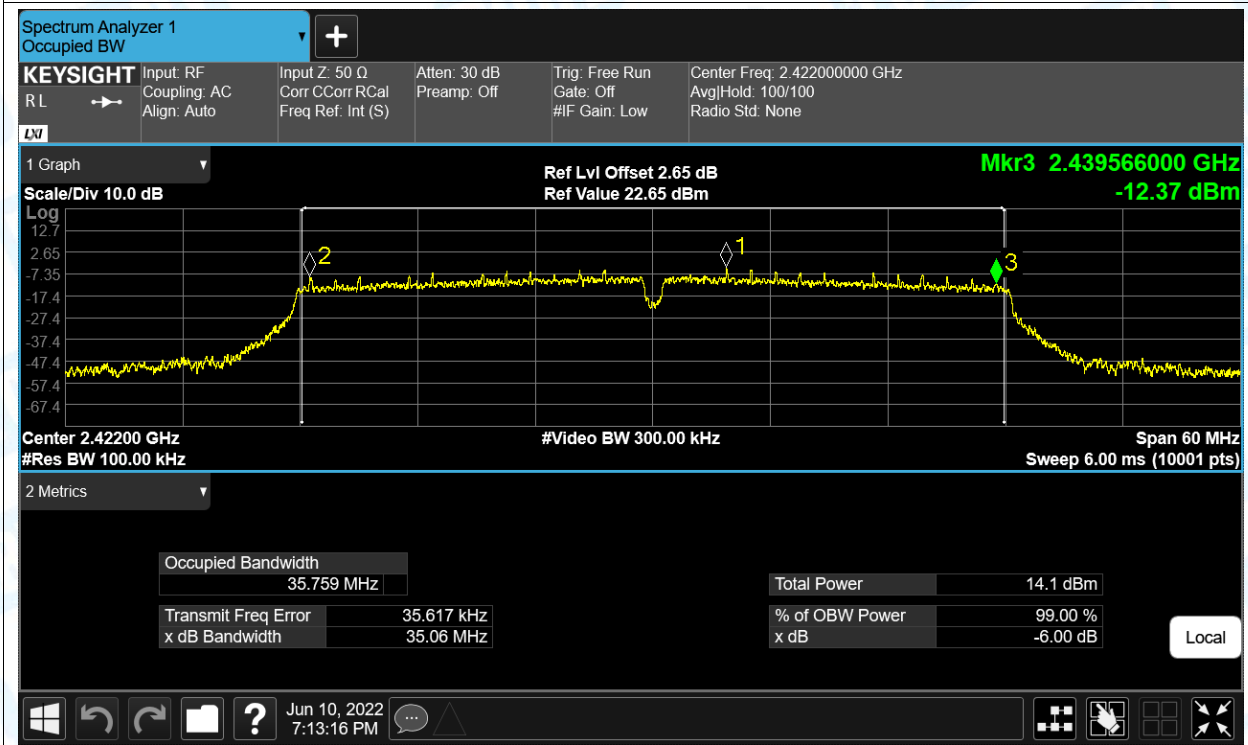 Spectrum Analyzer 1
Occupied BW
KEYSIGHT
R L
LXI
Input: RF
Coupling: AC
Align: Auto
Input Z: 50 Ω
Corr CCorr RCal
Freq Ref: Int (S)
Atten: 30 dB
Preamp: Off
Trig: Free Run
Gate: Off
#IF Gain: Low
Center Freq: 2.422000000 GHz
Avg|Hold: 100/100
Radio Std: None
1 Graph
Scale/Div 10.0 dB
Ref Lvl Offset 2.65 dB
Ref Value 22.65 dBm
Mkr3 2.439566000 GHz
-12.37 dBm
Log
12.7
2.65
-7.35
-17.4
-27.4
-37.4
-47.4
-57.4
-67.4
2
1
3
Center 2.42200 GHz
#Res BW 100.00 kHz
#Video BW 300.00 kHz
Span 60 MHz
Sweep 6.00 ms (10001 pts)
2 Metrics
Occupied Bandwidth
35.759 MHz
Transmit Freq Error 35.617 kHz
x dB Bandwidth 35.06 MHz
Total Power 14.1 dBm
% of OBW Power 99.00 %
x dB -6.00 dB
Local
?
Jun 10, 2022
7:13:16 PM